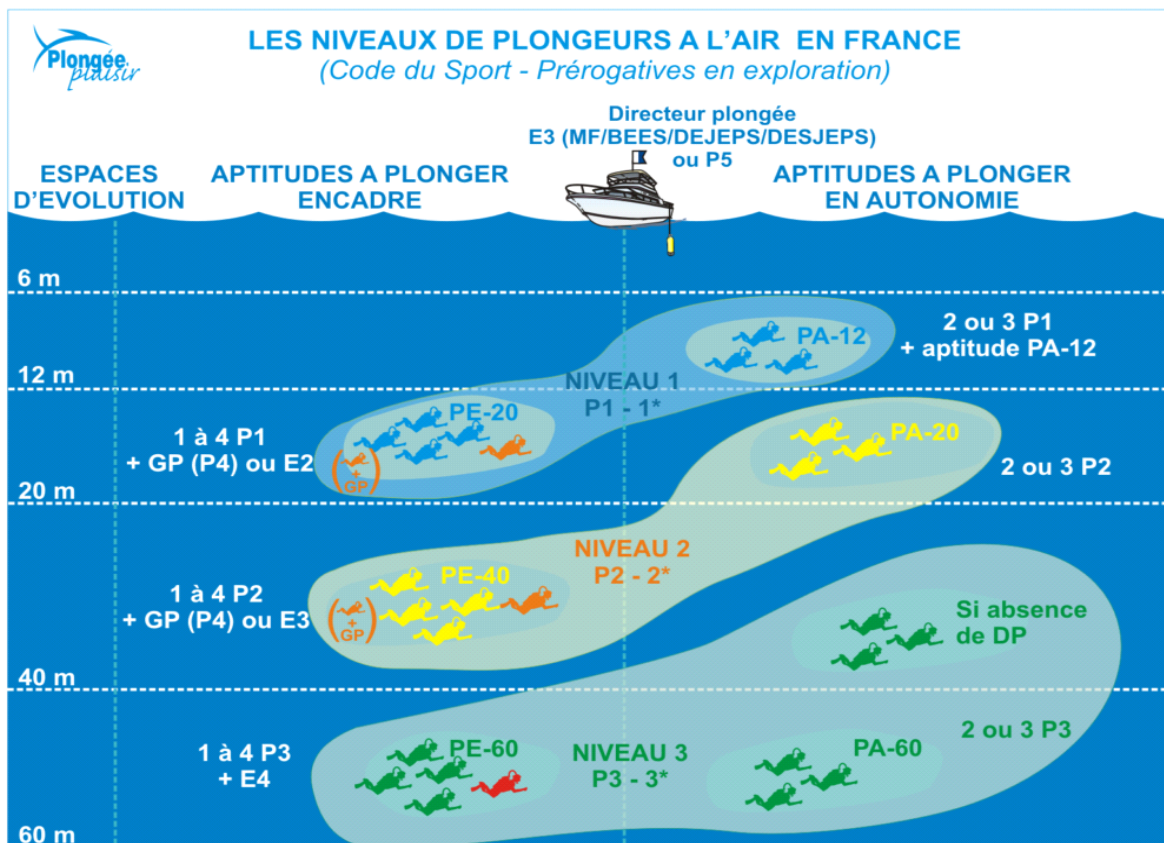 Plongée
plaisir
LES NIVEAUX DE PLONGEURS A L'AIR EN FRANCE
(Code du Sport - Prérogatives en exploration)
Directeur plongée
E3 (MF/BEES/DEJEPS/DESJEPS)
ou P5
ESPACES
D'EVOLUTION
APTITUDES A PLONGER
ENCADRE
APTITUDES A PLONGER
EN AUTONOMIE
6 m
PA-12
2 ou 3 P1
+ aptitude PA-12
12 m
NIVEAU 1
P1 - 1*
PE-20
1 à 4 P1
+ GP (P4) ou E2
(+
GP)
PA-20
2 ou 3 P2
20 m
NIVEAU 2
P2 - 2*
PE-40
1 à 4 P2
+ GP (P4) ou E3
(+
GP)
Si absence
de DP
40 m
2 ou 3 P3
PE-60
NIVEAU 3
P3 - 3*
PA-60
1 à 4 P3
+ E4
60 m